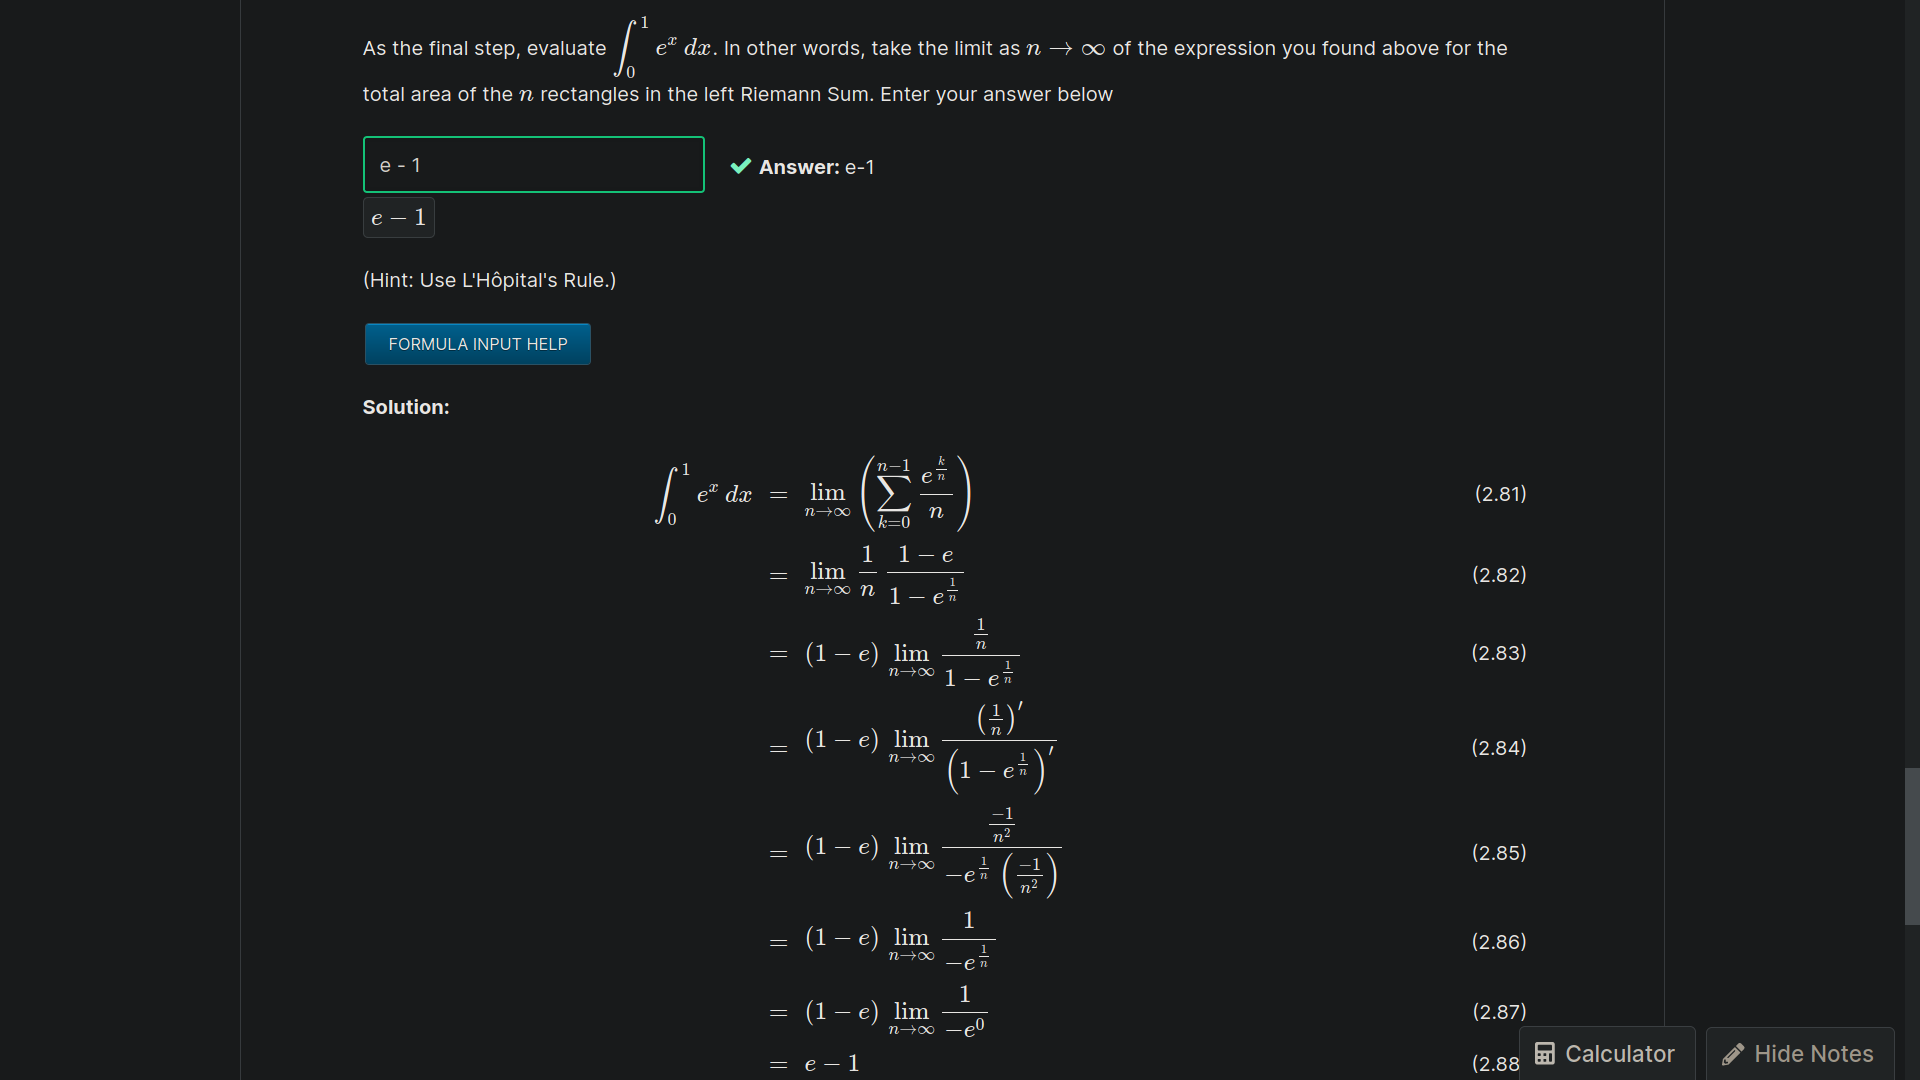 As the final step, evaluate $\int_0^1 e^x \, dx$. In other words, take the limit as $n \to \infty$ of the expression you found above for the
total area of the $n$ rectangles in the left Riemann Sum. Enter your answer below
e - 1
✔ Answer: e-1
$e - 1$
(Hint: Use L'Hôpital's Rule.)
FORMULA INPUT HELP
Solution:
$\int_0^1 e^x \, dx = \lim_{n \to \infty} \left( \sum_{k=0}^{n-1} \frac{e^{\frac{k}{n}}}{n} \right)$ (2.81)
$= \lim_{n \to \infty} \frac{1}{n} \frac{1 - e}{1 - e^{\frac{1}{n}}}$ (2.82)
$= (1 - e) \lim_{n \to \infty} \frac{\frac{1}{n}}{1 - e^{\frac{1}{n}}}$ (2.83)
$= (1 - e) \lim_{n \to \infty} \frac{\left(\frac{1}{n}\right)'}{\left(1 - e^{\frac{1}{n}}\right)'}$ (2.84)
$= (1 - e) \lim_{n \to \infty} \frac{\frac{-1}{n^2}}{-e^{\frac{1}{n}} \left(\frac{-1}{n^2}\right)}$ (2.85)
$= (1 - e) \lim_{n \to \infty} \frac{1}{-e^{\frac{1}{n}}}$ (2.86)
$= (1 - e) \lim_{n \to \infty} \frac{1}{-e^0}$ (2.87)
$= e - 1$ (2.88
Calculator
Hide Notes